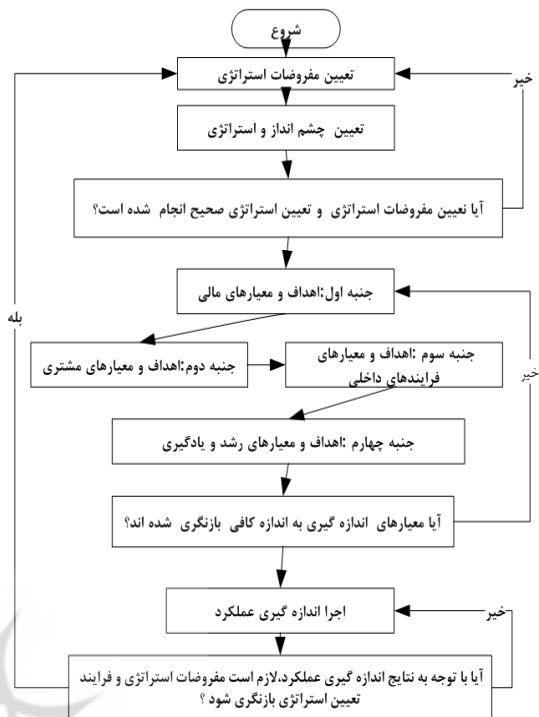 شروع
تعیین مفروضات استراتژی
خیر
تعیین چشم انداز و استراتژی
آیا نعیین مفروضات استراتژی و تعیین استراتژی صحیح انجام شده است؟
جنبه اول:اهداف و معیارهای مالی
بله
جنبه سوم :اهداف و معیارهای
فرایندهای داخلی
جنبه دوم:اهداف و معیارهای مشتری
خیر
جنبه چهارم :اهداف و معیارهای رشد و یادگیری
آیا معیارهای اندازه گیری به اندازه کافی بازنگری شده اند؟
اجرا اندازه گیری عملکرد
خیر
آیا با توجه به نتایج اندازه گیری عملکرد،لازم است مفروضات استراتژی و فرایند
تعیین استراتژی بازنگری شود ؟